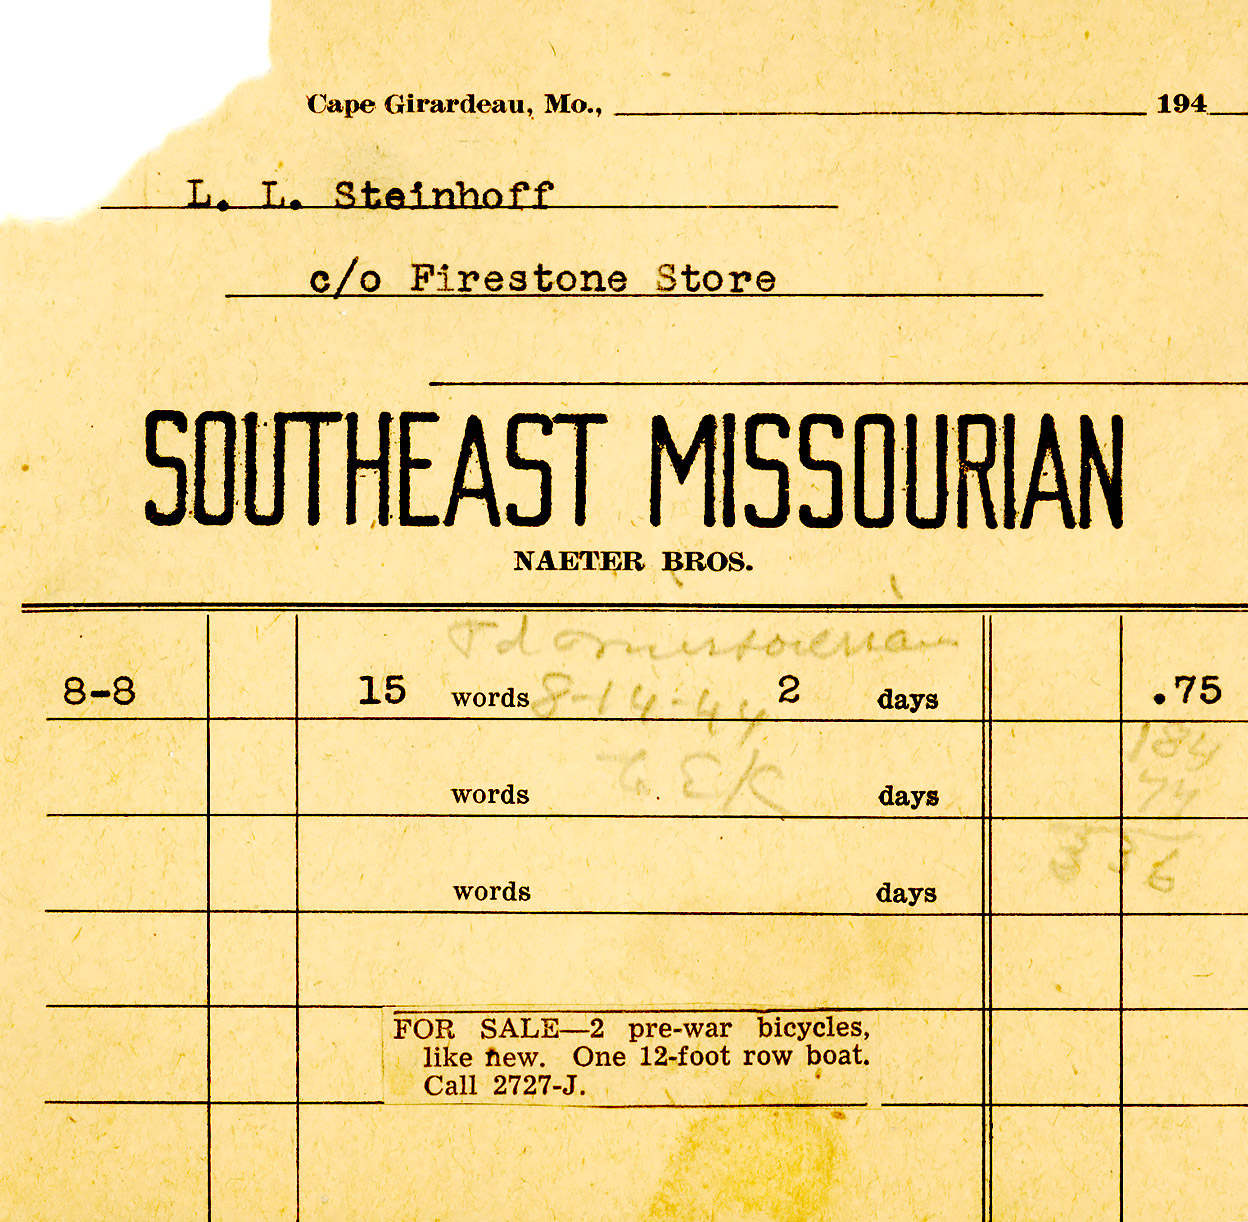 Cape Girardeau, Mo., 194
L. L. Steinhoff
c/o Firestone Store
SOUTHEAST MISSOURIAN
NAETER BROS.
8-8 15 words 2 days .75
8-14-44
184
words days
74
words days
FOR SALE—2 pre-war bicycles,
like new. One 12-foot row boat.
Call 2727-J.